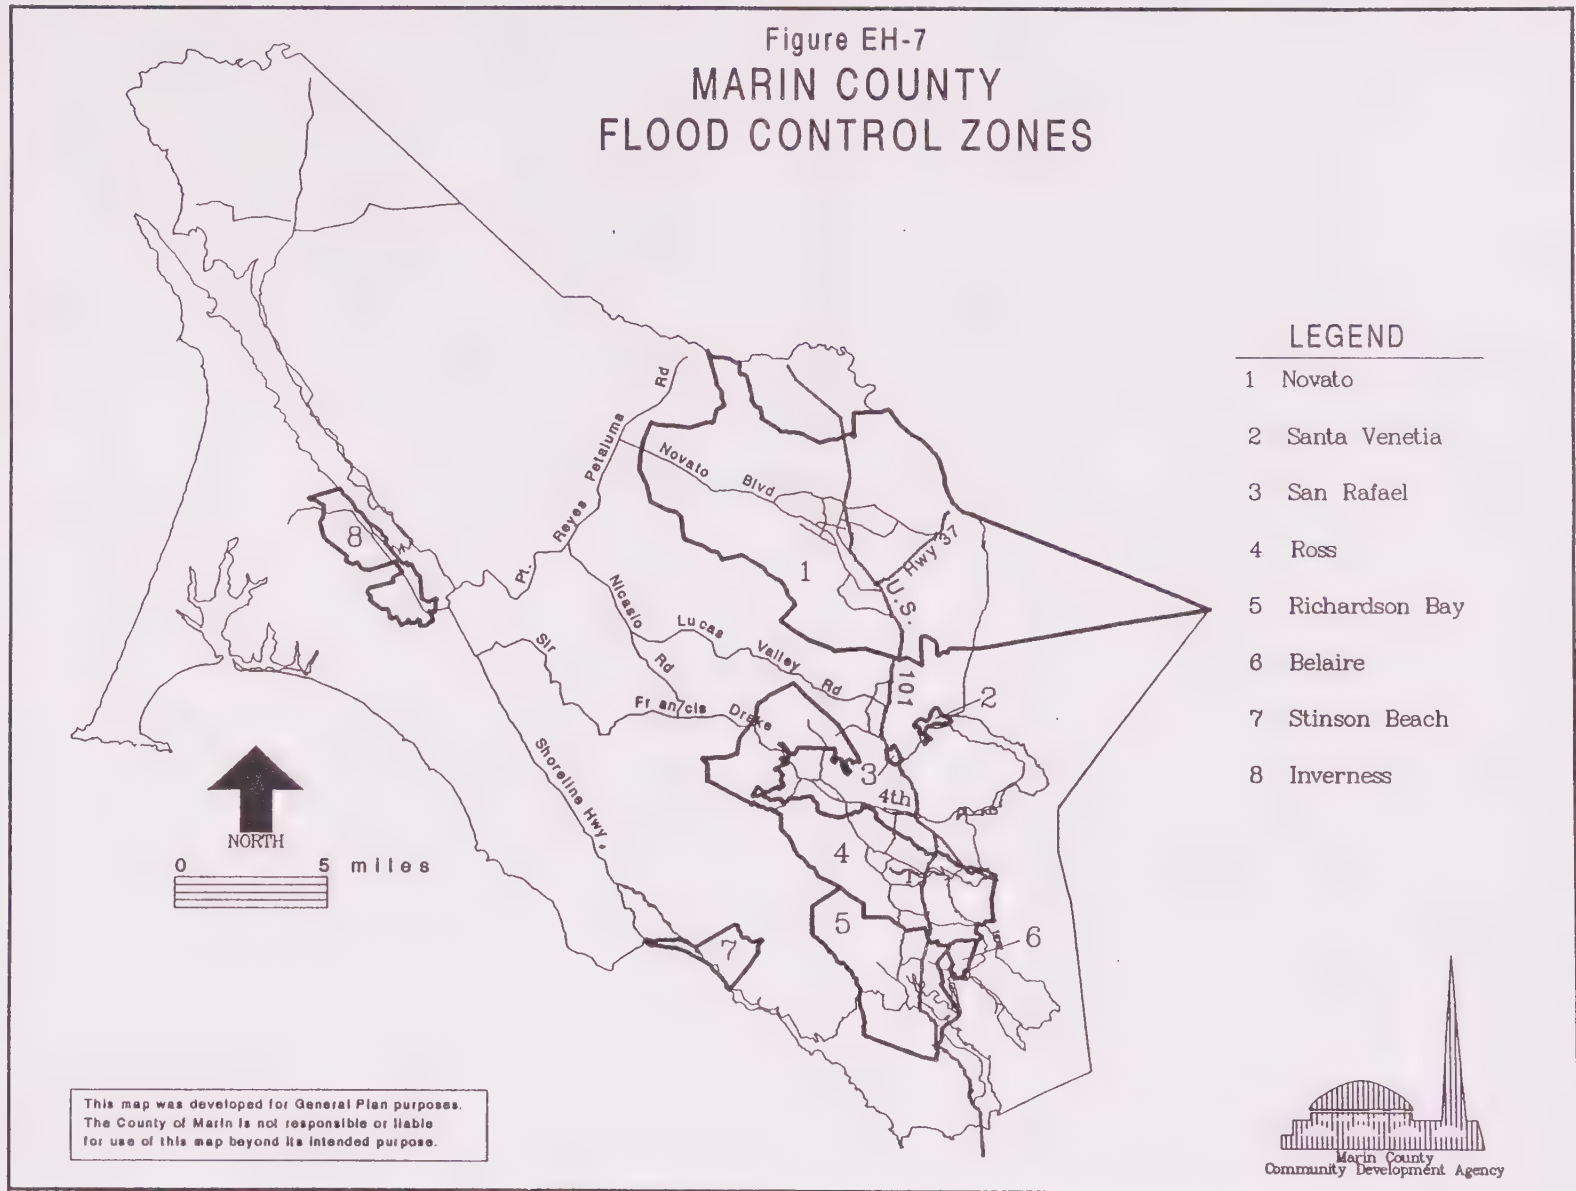 Figure EH-7
MARIN COUNTY
FLOOD CONTROL ZONES
LEGEND
1 Novato
2 Santa Venetia
3 San Rafael
4 Ross
5 Richardson Bay
6 Belaire
7 Stinson Beach
8 Inverness
Pt. Reyes Petaluma Rd
Novato Blvd
Hwy 37
U.S. 101
Nicasio Rd
Lucas Valley Rd
Sir Francis Drake
Shoreline Hwy.
4th
1
2
3
4
5
6
7
8
NORTH
0 5 miles
This map was developed for General Plan purposes.
The County of Marin is not responsible or liable
for use of this map beyond its intended purpose.
Marin County
Community Development Agency